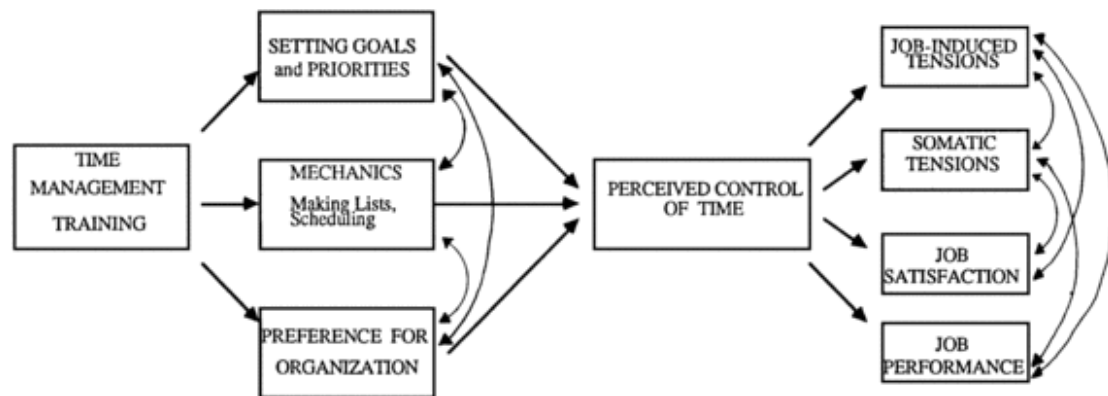 TIME
MANAGEMENT
TRAINING
SETTING GOALS
and PRIORITIES
MECHANICS
Making Lists,
Scheduling
PREFERENCE FOR
ORGANIZATION
PERCEIVED CONTROL
OF TIME
JOB-INDUCED
TENSIONS
SOMATIC
TENSIONS
JOB
SATISFACTION
JOB
PERFORMANCE